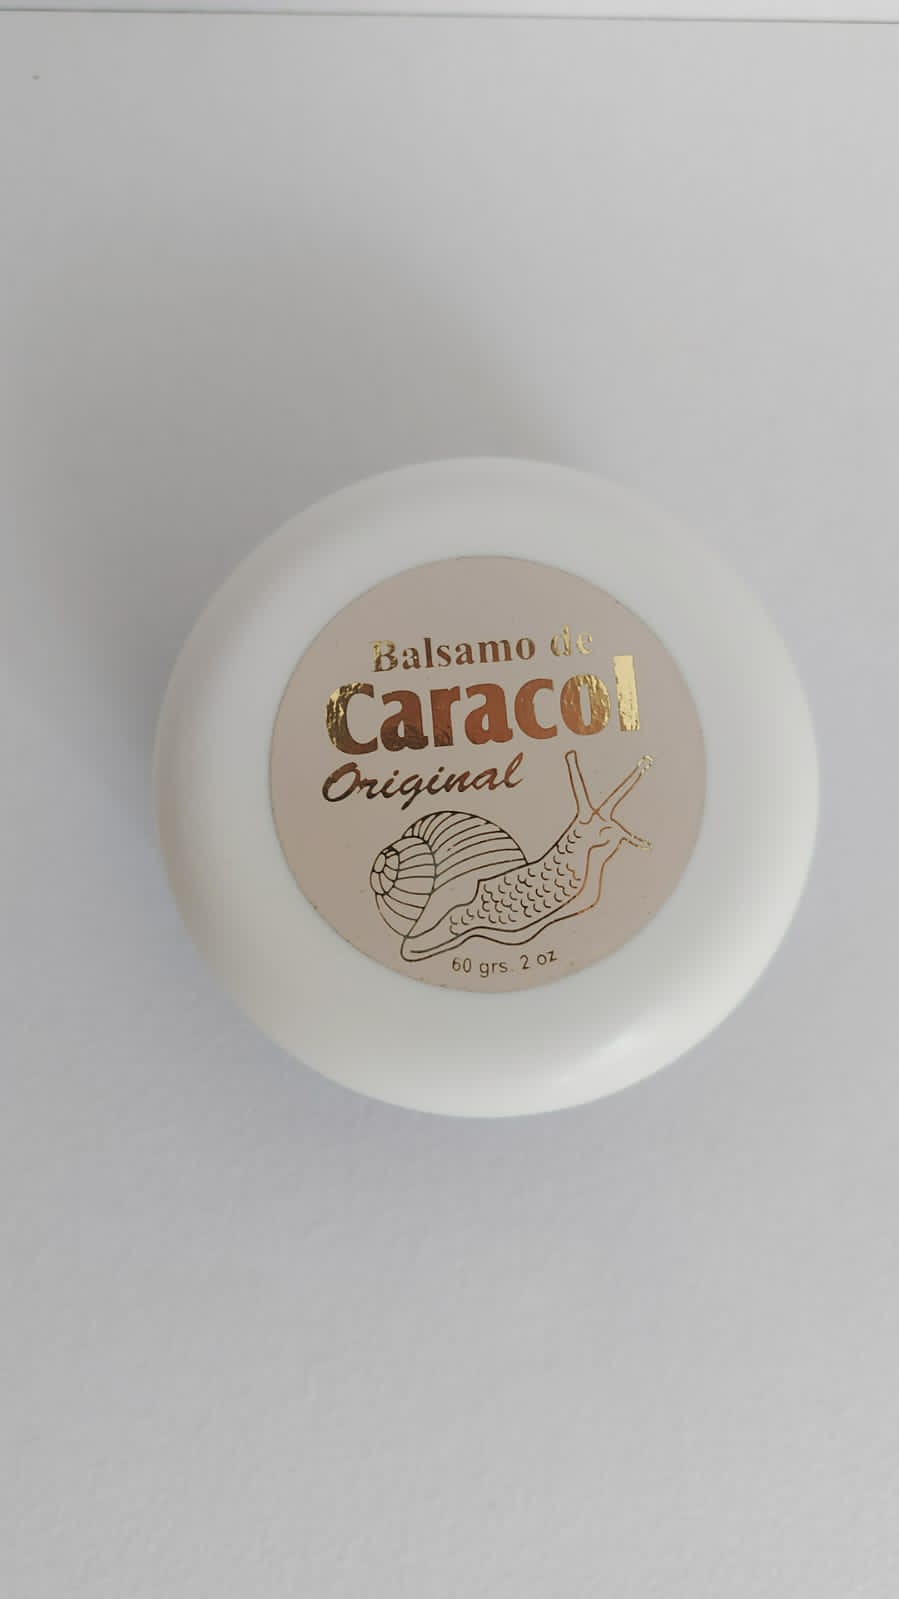 Balsamo de
Caracol
Original
60 grs. 2 oz